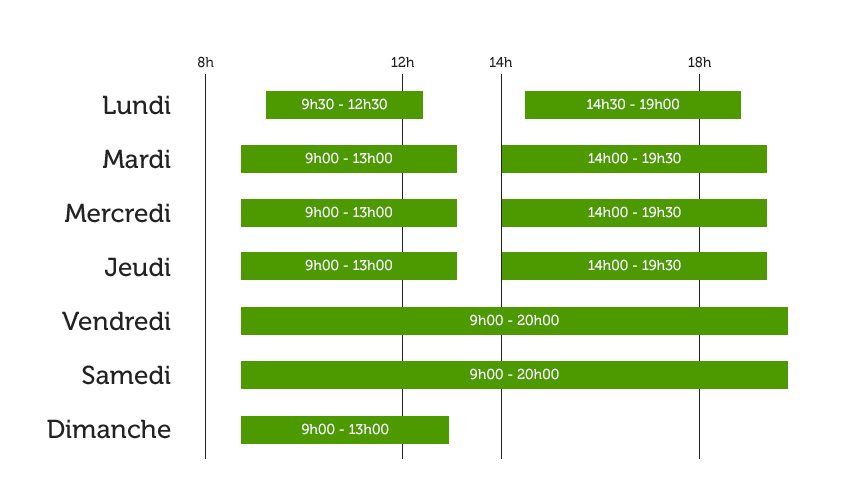 8h 12h 14h 18h
Lundi 9h30 - 12h30 14h30 - 19h00
Mardi 9h00 - 13h00 14h00 - 19h30
Mercredi 9h00 - 13h00 14h00 - 19h30
Jeudi 9h00 - 13h00 14h00 - 19h30
Vendredi 9h00 - 20h00
Samedi 9h00 - 20h00
Dimanche 9h00 - 13h00